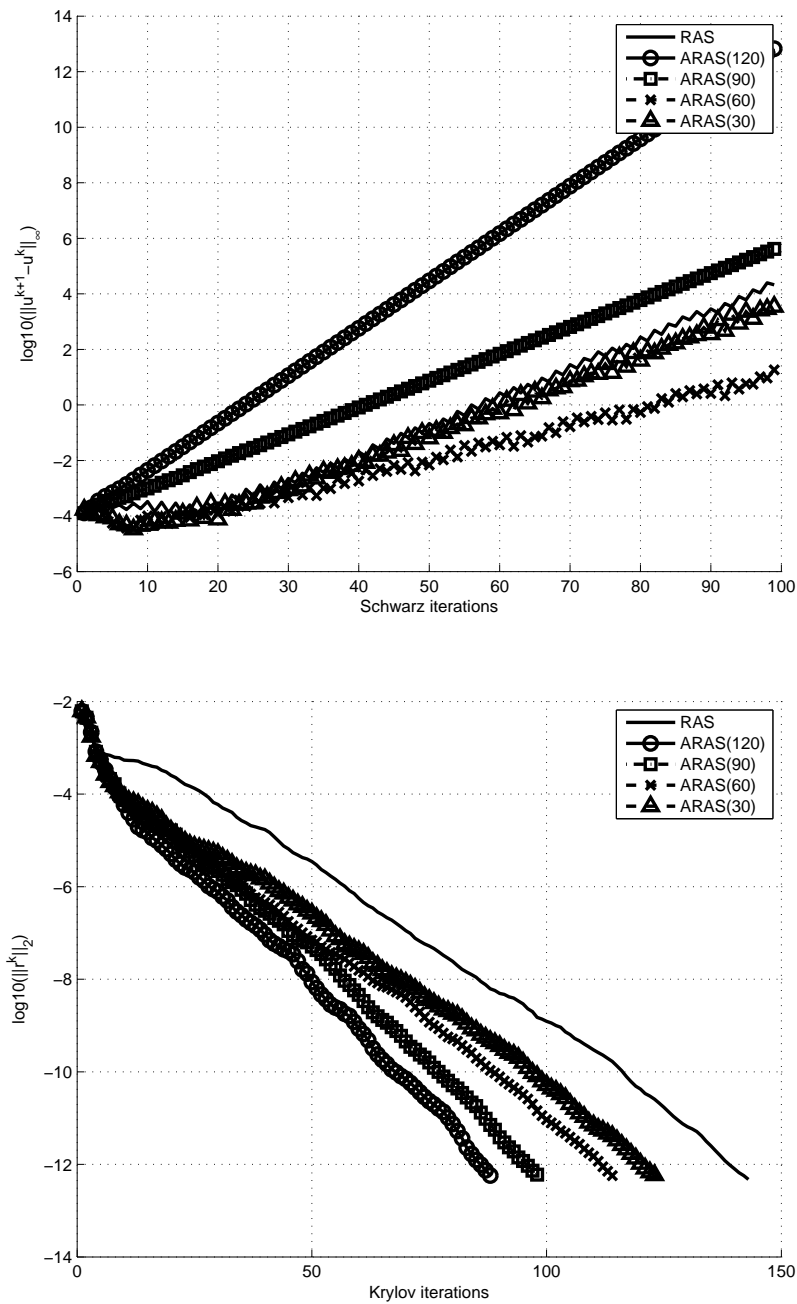 14
12
10
8
6
4
2
0
−2
−4
−6
0
10
20
30
40
50
60
70
80
90
100
log10(||u^{k+1}−u^k||_∞)
Schwarz iterations
RAS
ARAS(120)
ARAS(90)
ARAS(60)
ARAS(30)
−2
−4
−6
−8
−10
−12
−14
0
50
100
150
log10(||r^k||_2)
Krylov iterations
RAS
ARAS(120)
ARAS(90)
ARAS(60)
ARAS(30)